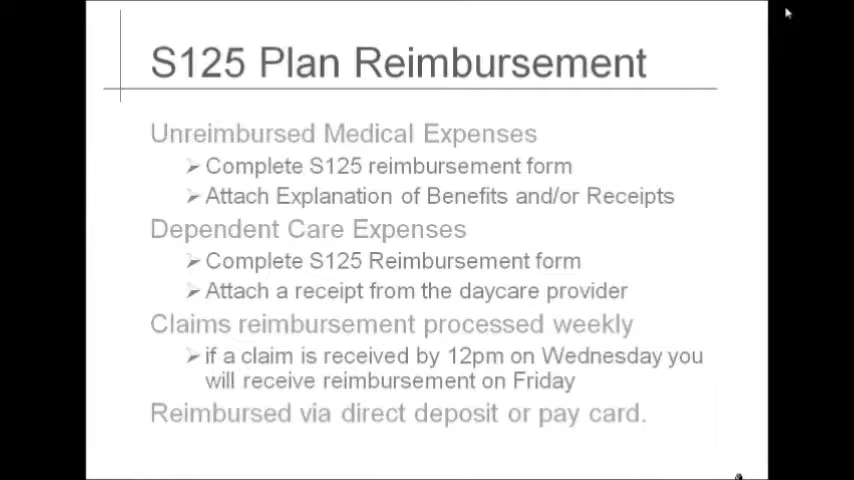 S125 Plan Reimbursement
Unreimbursed Medical Expenses
➢ Complete S125 reimbursement form
➢ Attach Explanation of Benefits and/or Receipts
Dependent Care Expenses
➢ Complete S125 Reimbursement form
➢ Attach a receipt from the daycare provider
Claims reimbursement processed weekly
➢ if a claim is received by 12pm on Wednesday you
will receive reimbursement on Friday
Reimbursed via direct deposit or pay card.